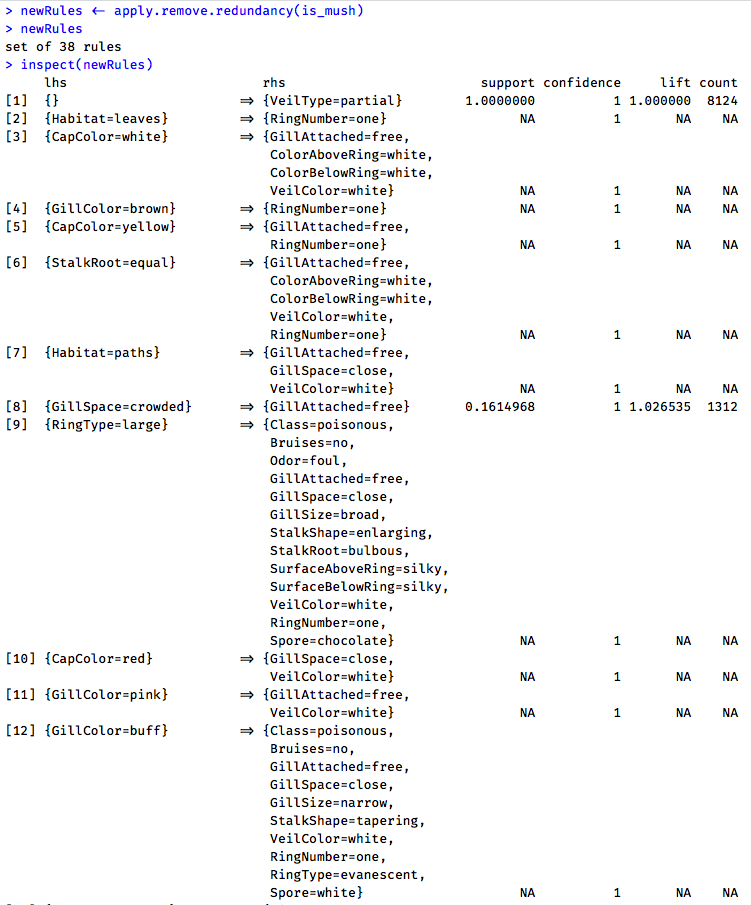 > newRules <- apply.remove.redundancy(is_mush)
> newRules
set of 38 rules
> inspect(newRules)
lhs rhs support confidence lift count
[1] {} => {VeilType=partial} 1.0000000 1 1.000000 8124
[2] {Habitat=leaves} => {RingNumber=one} NA 1 NA NA
[3] {CapColor=white} => {GillAttached=free,
ColorAboveRing=white,
ColorBelowRing=white,
VeilColor=white} NA 1 NA NA
[4] {GillColor=brown} => {RingNumber=one} NA 1 NA NA
[5] {CapColor=yellow} => {GillAttached=free,
RingNumber=one} NA 1 NA NA
[6] {StalkRoot=equal} => {GillAttached=free,
ColorAboveRing=white,
ColorBelowRing=white,
VeilColor=white,
RingNumber=one} NA 1 NA NA
[7] {Habitat=paths} => {GillAttached=free,
GillSpace=close,
VeilColor=white} NA 1 NA NA
[8] {GillSpace=crowded} => {GillAttached=free} 0.1614968 1 1.026535 1312
[9] {RingType=large} => {Class=poisonous,
Bruises=no,
Odor=foul,
GillAttached=free,
GillSpace=close,
GillSize=broad,
StalkShape=enlarging,
StalkRoot=bulbous,
SurfaceAboveRing=silky,
SurfaceBelowRing=silky,
VeilColor=white,
RingNumber=one,
Spore=chocolate} NA 1 NA NA
[10] {CapColor=red} => {GillSpace=close,
VeilColor=white} NA 1 NA NA
[11] {GillColor=pink} => {GillAttached=free,
VeilColor=white} NA 1 NA NA
[12] {GillColor=buff} => {Class=poisonous,
Bruises=no,
GillAttached=free,
GillSpace=close,
GillSize=narrow,
StalkShape=tapering,
VeilColor=white,
RingNumber=one,
RingType=evanescent,
Spore=white} NA 1 NA NA